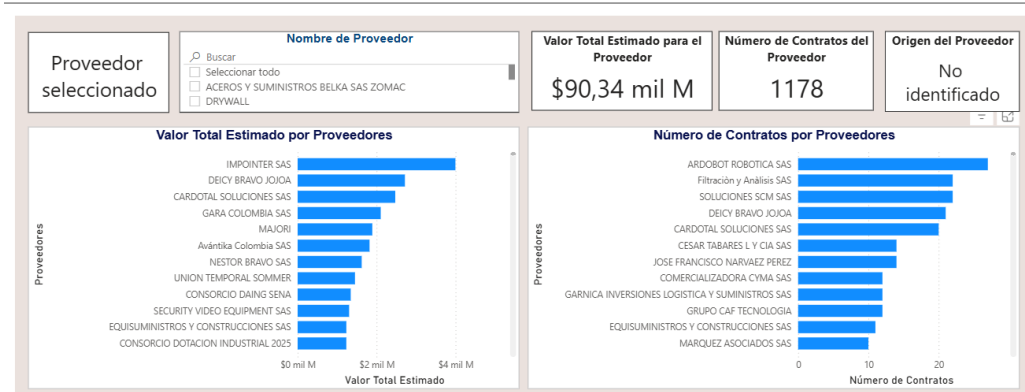 Proveedor
seleccionado
Nombre de Proveedor
Buscar
Seleccionar todo
ACEROS Y SUMINISTROS BELKA SAS ZOMAC
DRYWALL
Valor Total Estimado para el
Proveedor
$90,34 mil M
Número de Contratos del
Proveedor
1178
Origen del Proveedor
No
identificado
Valor Total Estimado por Proveedores
Proveedores
IMPOINTER SAS
DEICY BRAVO JOJOA
CARDOTAL SOLUCIONES SAS
GARA COLOMBIA SAS
MAJORI
Avántika Colombia SAS
NESTOR BRAVO SAS
UNION TEMPORAL SOMMER
CONSORCIO DAING SENA
SECURITY VIDEO EQUIPMENT SAS
EQUISUMINISTROS Y CONSTRUCCIONES SAS
CONSORCIO DOTACION INDUSTRIAL 2025
$0 mil M $2 mil M $4 mil M
Valor Total Estimado
Número de Contratos por Proveedores
Proveedores
ARDOBOT ROBOTICA SAS
Filtración y Análisis SAS
SOLUCIONES SCM SAS
DEICY BRAVO JOJOA
CARDOTAL SOLUCIONES SAS
CESAR TABARES L Y CIA SAS
JOSE FRANCISCO NARVAEZ PEREZ
COMERCIALIZADORA CYMA SAS
GARNICA INVERSIONES LOGISTICA Y SUMINISTROS SAS
GRUPO CAF TECNOLOGIA
EQUISUMINISTROS Y CONSTRUCCIONES SAS
MARQUEZ ASOCIADOS SAS
0 10 20
Número de Contratos